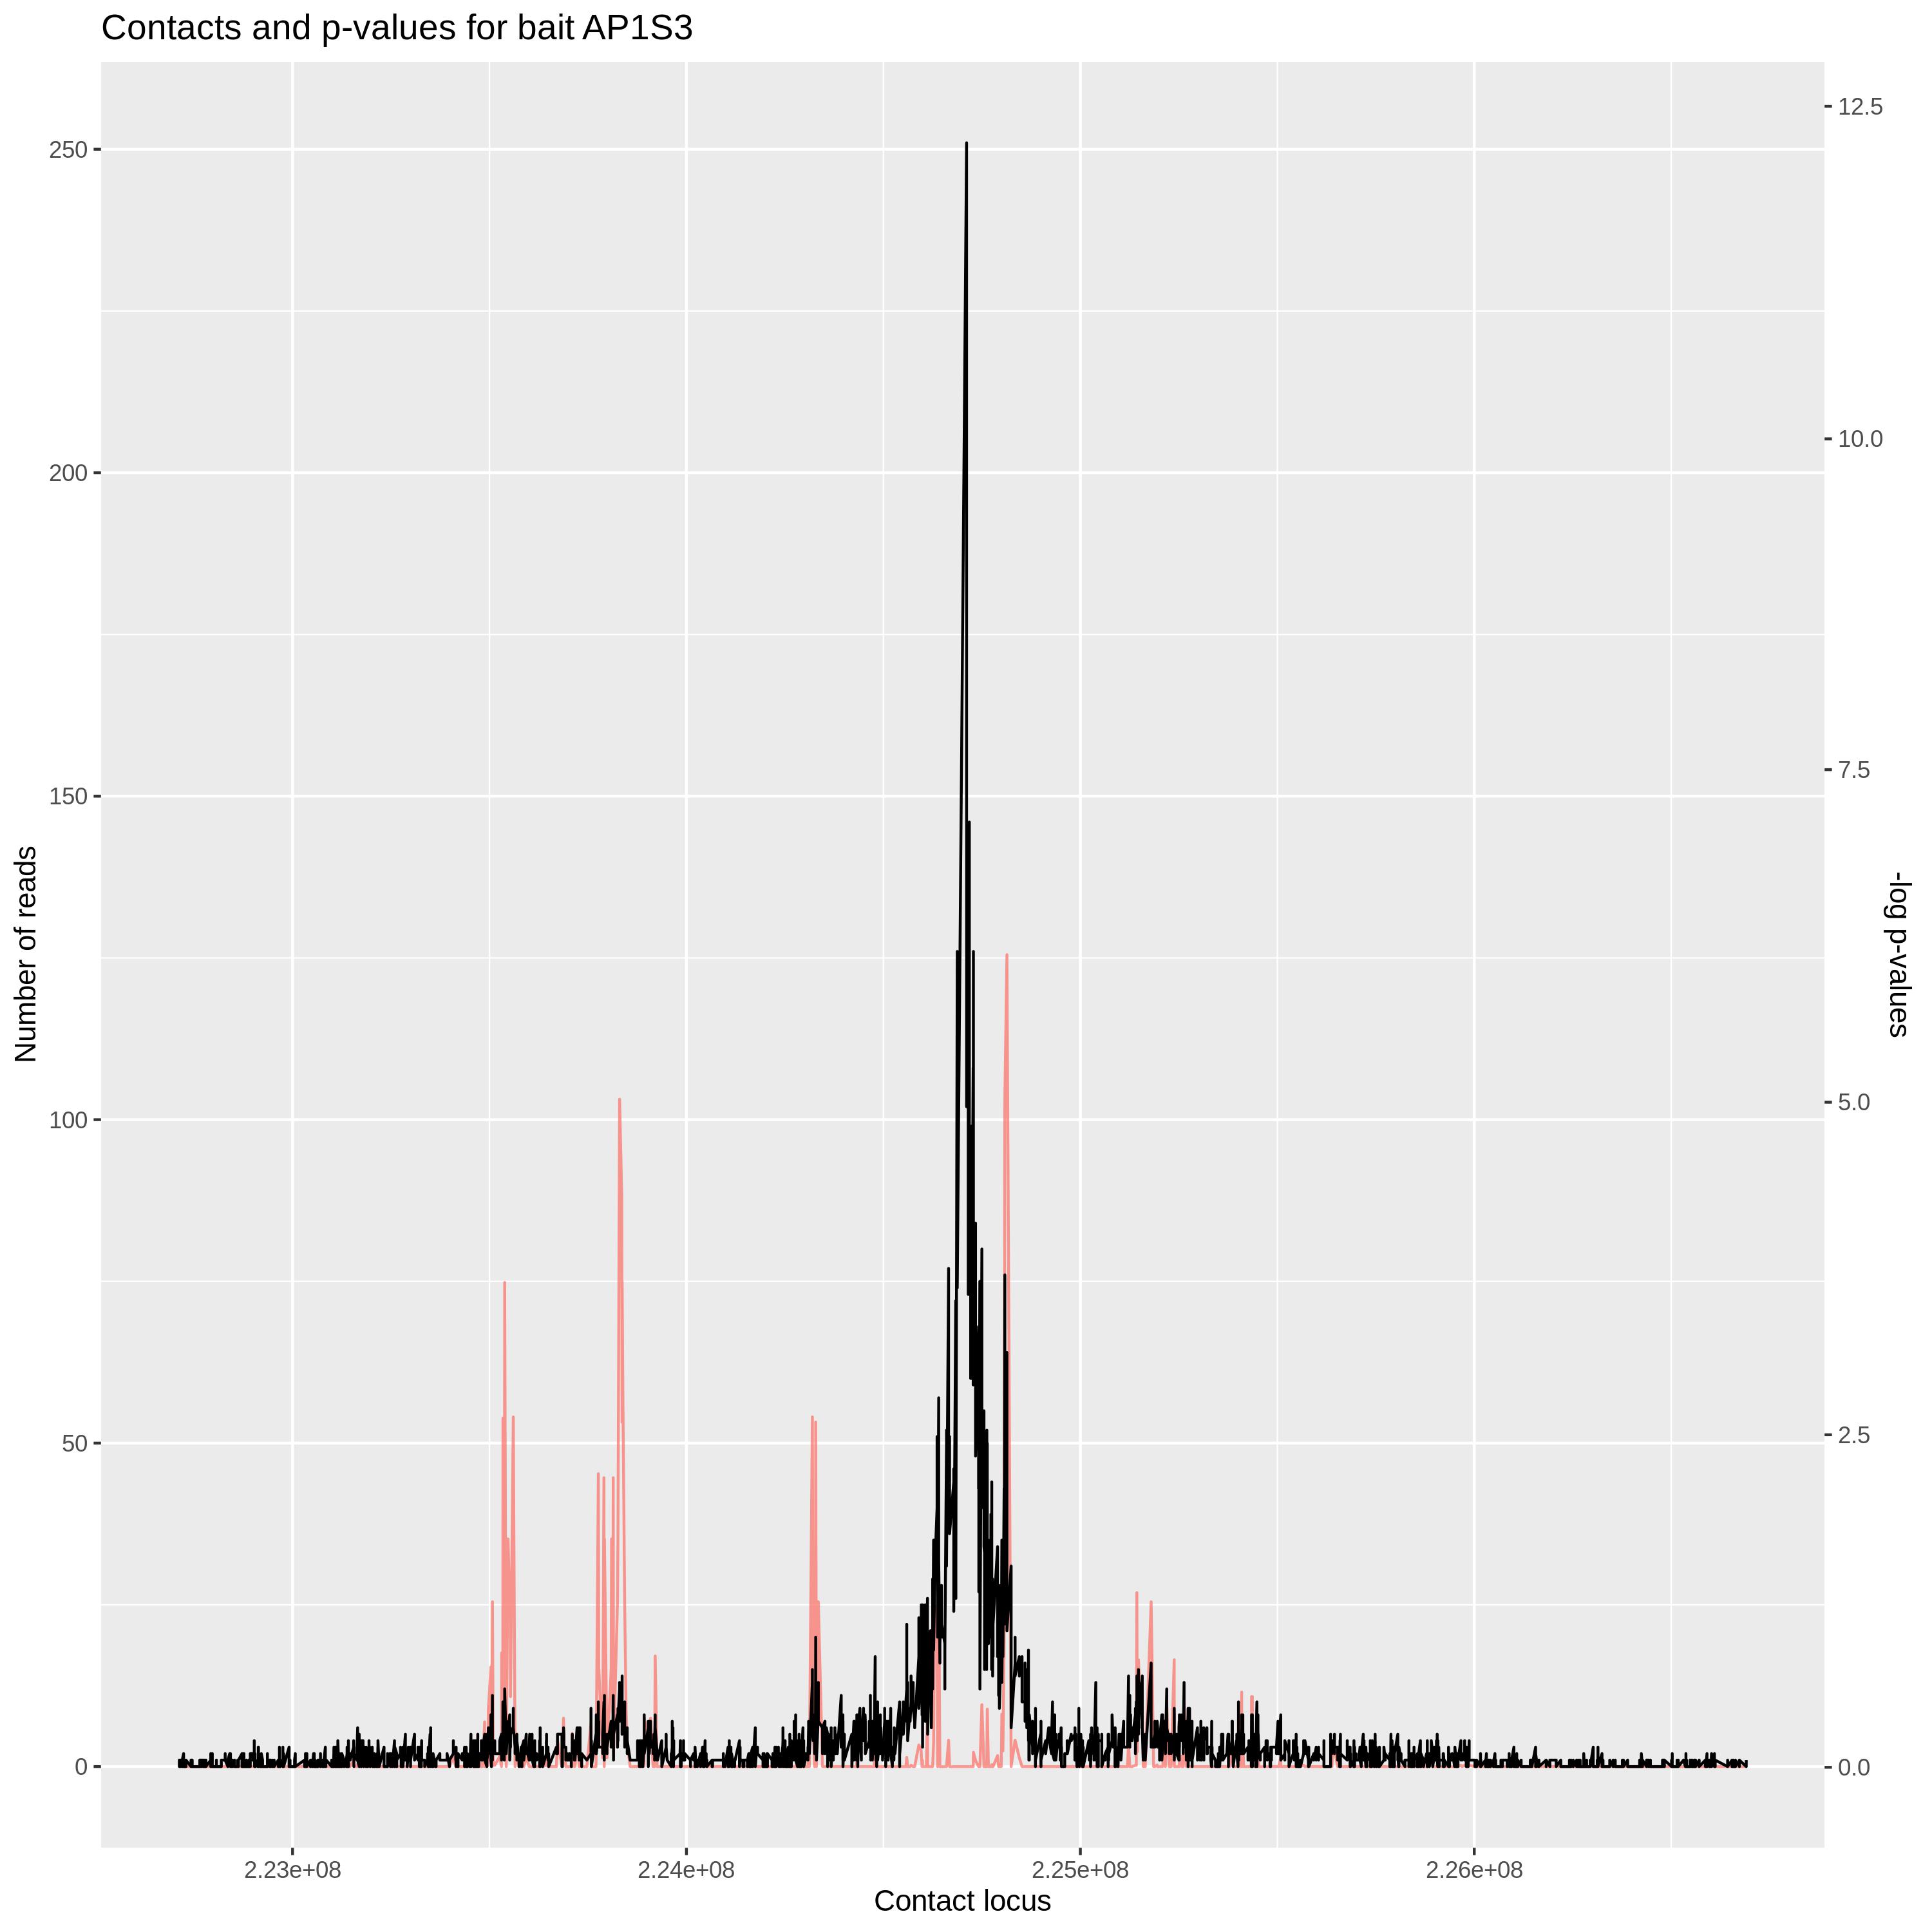 Contacts and p-values for bait AP1S3
12.5
250
10.0
200
7.5
150
Number of reads
-log p-values
5.0
100
2.5
50
0.0
0
2.23e+08
2.24e+08
2.25e+08
2.26e+08
Contact locus